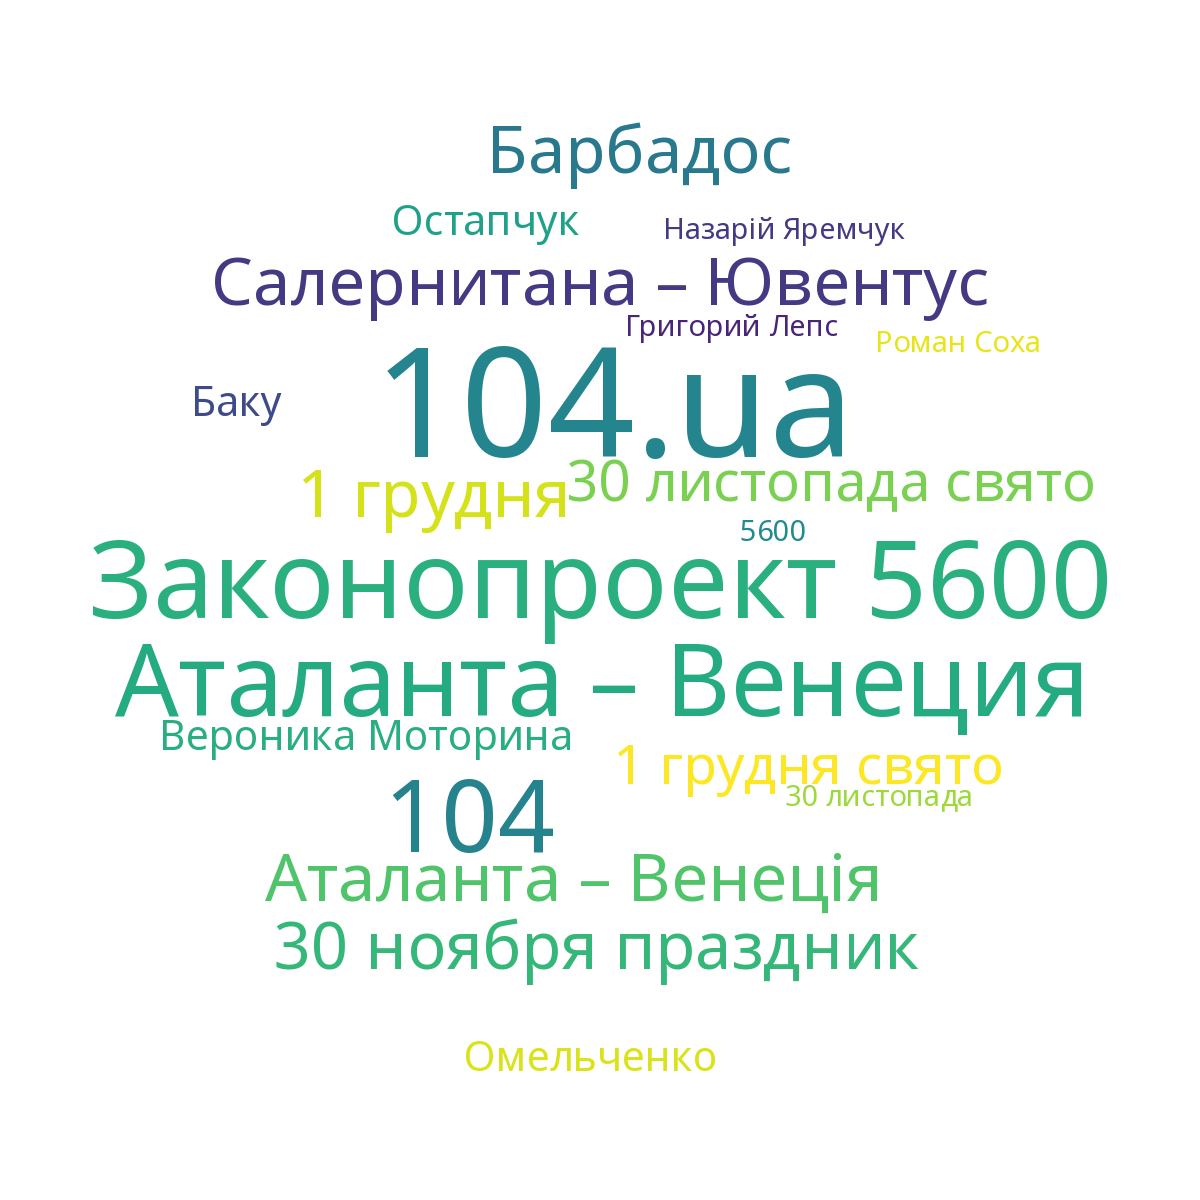 Барбадос
Остапчук
Назарій Яремчук
Салернитана – Ювентус
Григорий Лепс
Роман Соха
104.ua
Баку
1 грудня
30 листопада свято
5600
Законопроект 5600
Аталанта – Венеция
Вероника Моторина
1 грудня свято
30 листопада
104
Аталанта – Венеція
30 ноября праздник
Омельченко